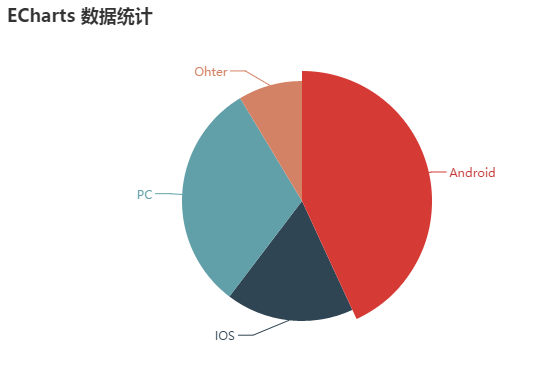 ECharts 数据统计
Ohter
Android
PC
IOS